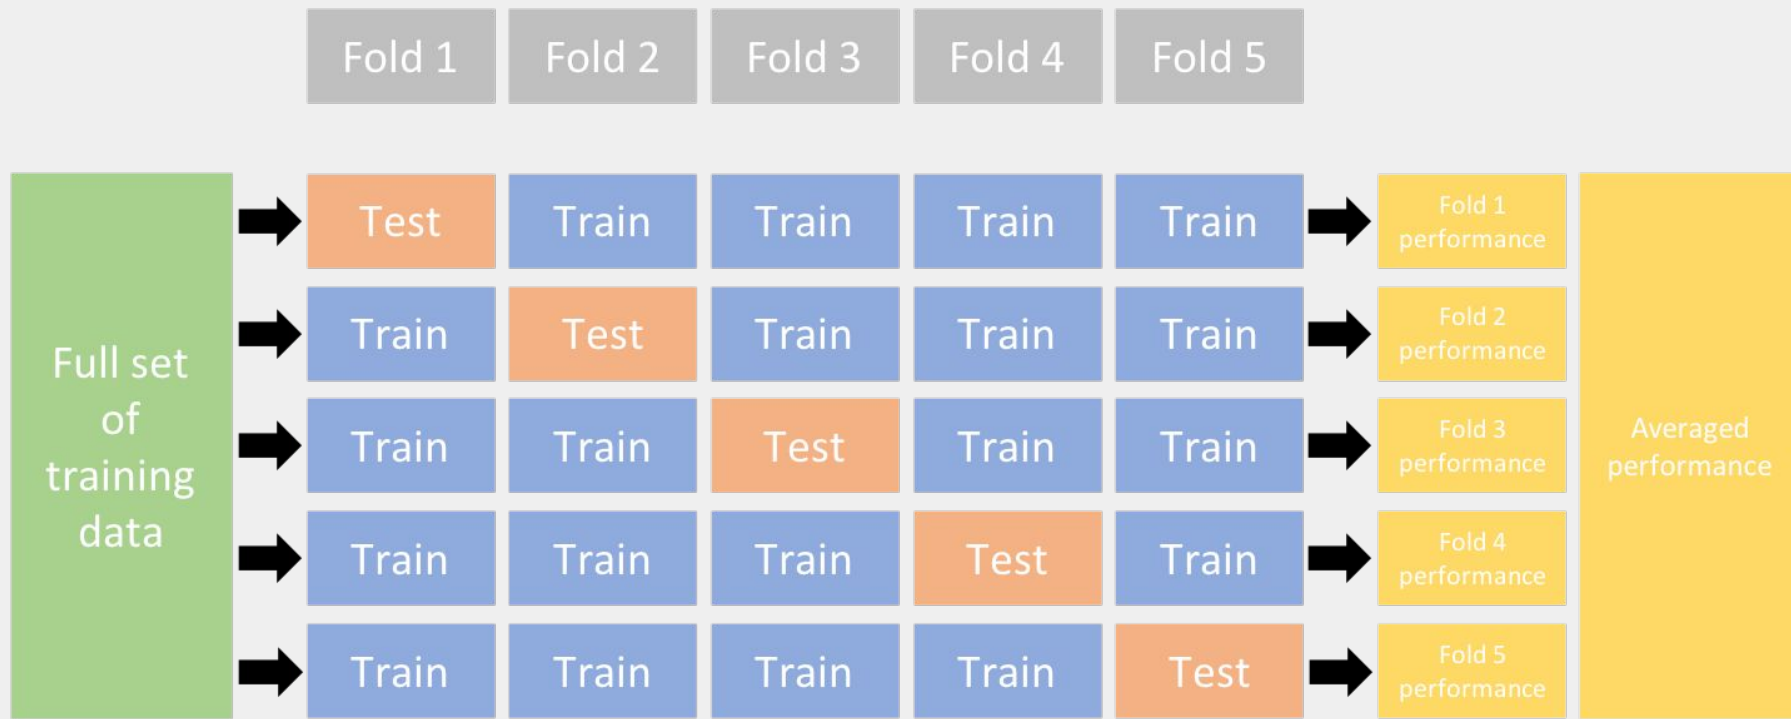 Fold 1 Fold 2 Fold 3 Fold 4 Fold 5
Full set
of
training
data
Test Train Train Train Train
Fold 1
performance
Train Test Train Train Train
Fold 2
performance
Train Train Test Train Train
Fold 3
performance
Train Train Train Test Train
Fold 4
performance
Train Train Train Train Test
Fold 5
performance
Averaged
performance